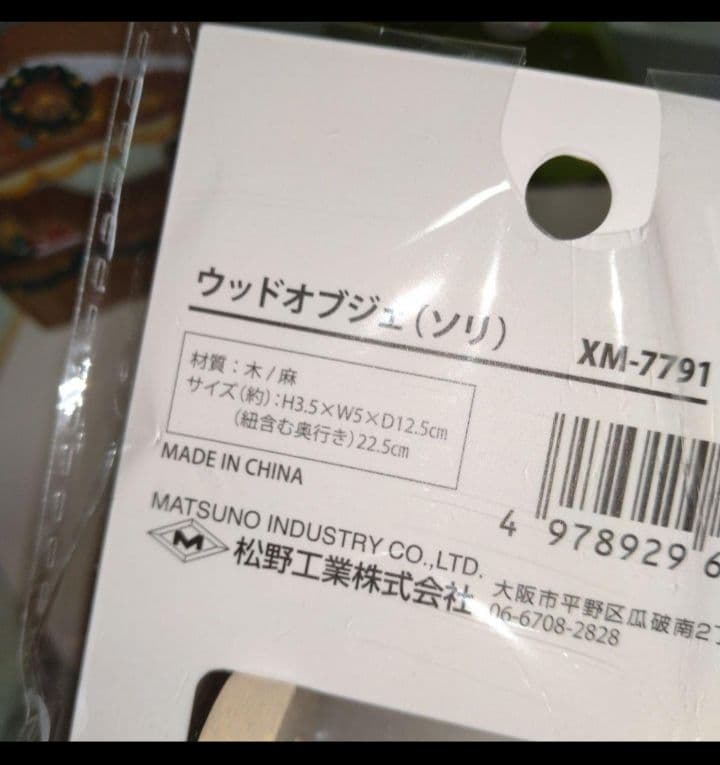 ウッドオブジェ(ソリ)
XM-7791
材質：木/麻
サイズ(約)：H3.5×W5×D12.5cm
(紐含む奥行き)22.5cm
MADE IN CHINA
4 978929 6
MATSUNO INDUSTRY CO.,LTD.
M
松野工業株式会社
大阪市平野区瓜破南2丁
06-6708-2828